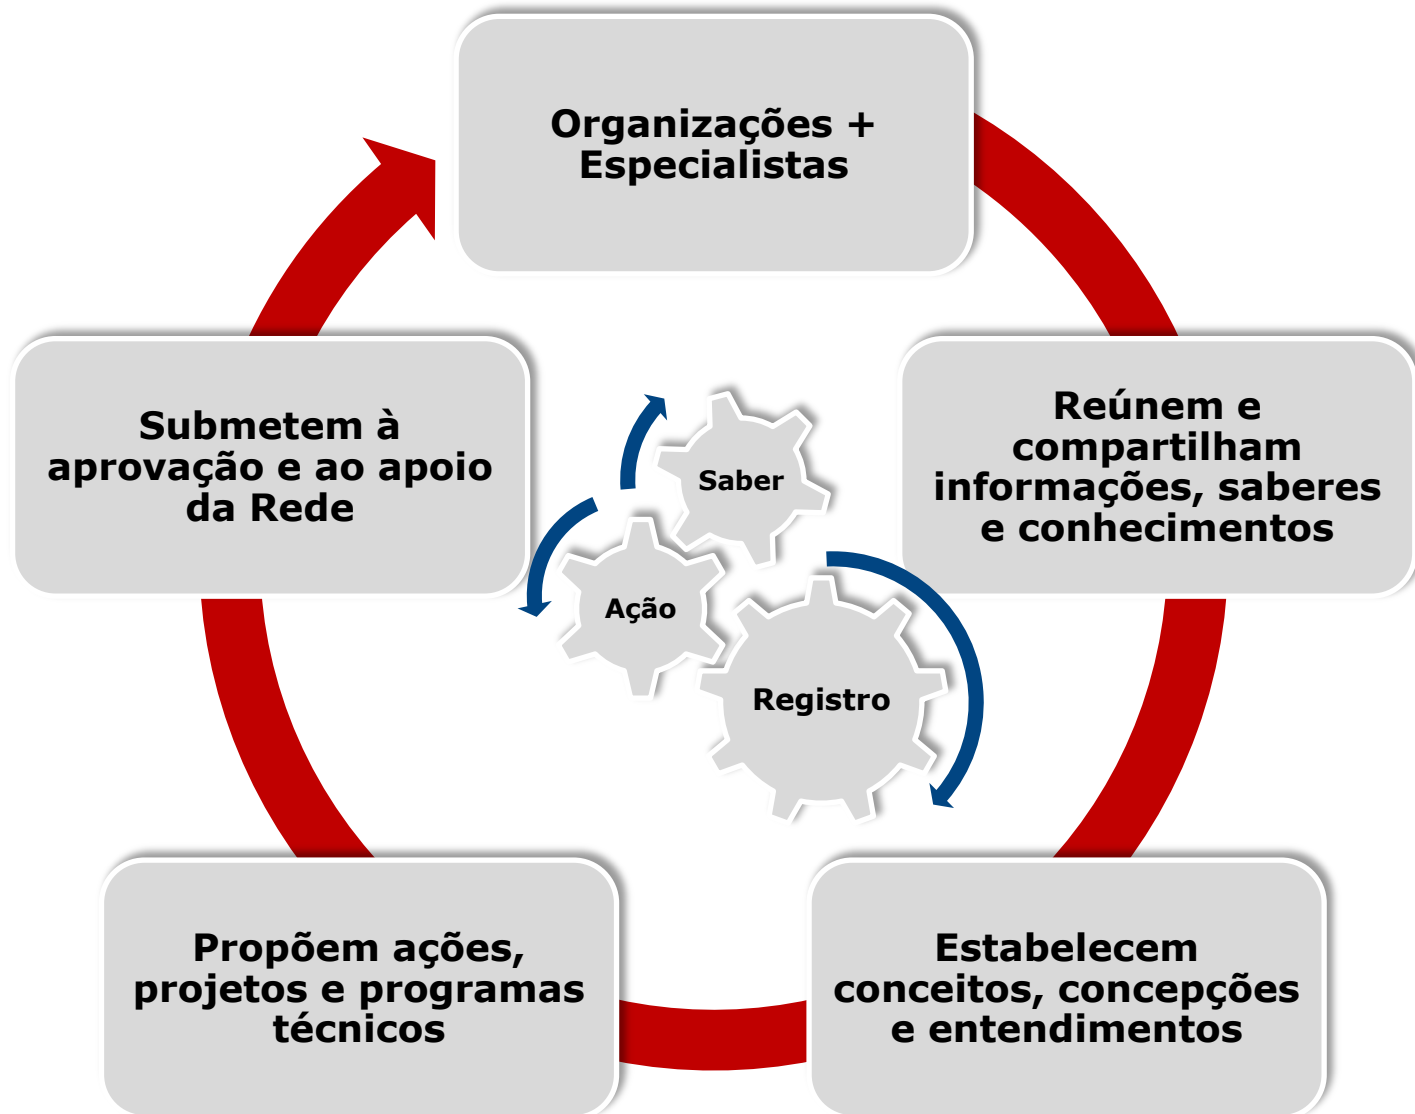 Organizações +
Especialistas
Reúnem e
compartilham
informações, saberes
e conhecimentos
Estabelecem
conceitos, concepções
e entendimentos
Propõem ações,
projetos e programas
técnicos
Submetem à
aprovação e ao apoio
da Rede
Saber
Ação
Registro